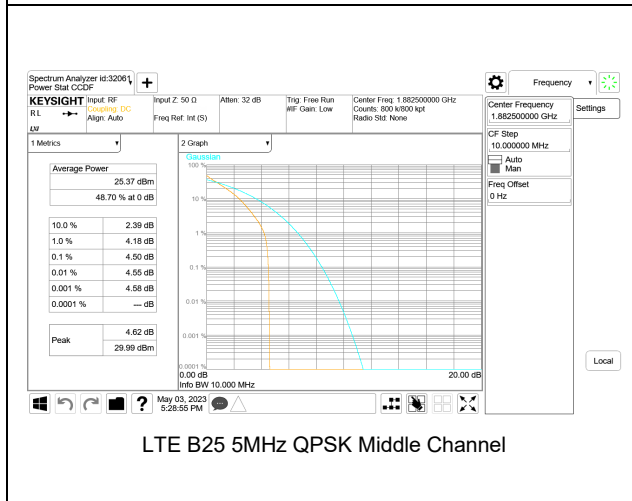 Spectrum Analyzer id:32061
Power Stat CCDF
KEYSIGHT
RL
Input: RF
Coupling: DC
Align: Auto
Input Z: 50 Ω
Freq Ref: Int (S)
Atten: 32 dB
Trig: Free Run
#IF Gain: Low
Center Freq: 1.882500000 GHz
Counts: 800 k/800 kpt
Radio Std: None
1 Metrics
Average Power
25.37 dBm
48.70 % at 0 dB
10.0 % 2.39 dB
1.0 % 4.18 dB
0.1 % 4.50 dB
0.01 % 4.55 dB
0.001 % 4.58 dB
0.0001 % --- dB
Peak
4.62 dB
29.99 dBm
2 Graph
Gaussian
100 %
10 %
1 %
0.1 %
0.01 %
0.001 %
0.0001 %
0.00 dB 20.00 dB
Info BW 10.000 MHz
Frequency
Center Frequency
1.882500000 GHz
Settings
CF Step
10.000000 MHz
Auto
Man
Freq Offset
0 Hz
Local
May 03, 2023
5:28:55 PM
LTE B25 5MHz QPSK Middle Channel